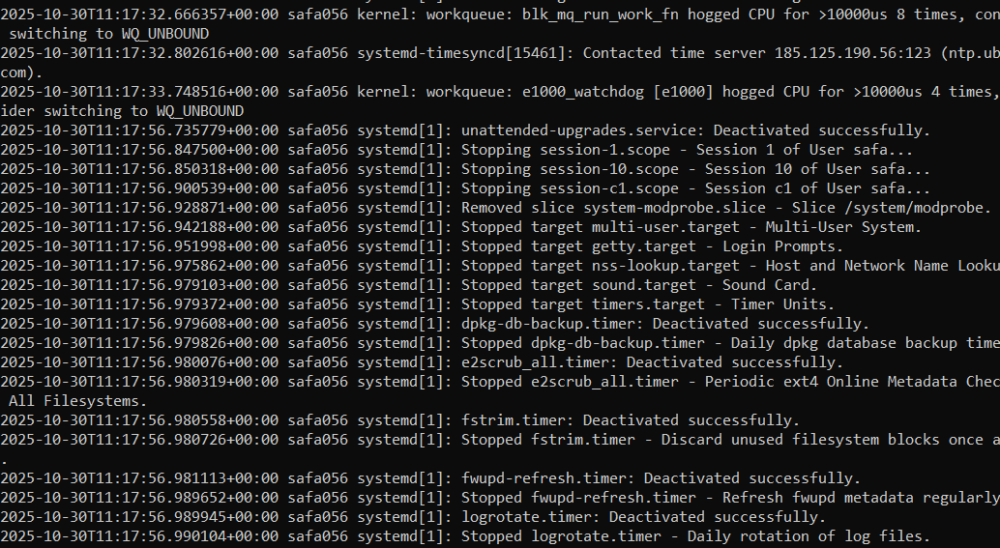 2025-10-30T11:17:32.666357+00:00 safa056 kernel: workqueue: blk_mq_run_work_fn hogged CPU for >10000us 8 times, con
switching to WQ_UNBOUND
2025-10-30T11:17:32.802616+00:00 safa056 systemd-timesyncd[15461]: Contacted time server 185.125.190.56:123 (ntp.ub
com).
2025-10-30T11:17:33.748516+00:00 safa056 kernel: workqueue: e1000_watchdog [e1000] hogged CPU for >10000us 4 times,
ider switching to WQ_UNBOUND
2025-10-30T11:17:56.735779+00:00 safa056 systemd[1]: unattended-upgrades.service: Deactivated successfully.
2025-10-30T11:17:56.847500+00:00 safa056 systemd[1]: Stopping session-1.scope - Session 1 of User safa...
2025-10-30T11:17:56.850318+00:00 safa056 systemd[1]: Stopping session-10.scope - Session 10 of User safa...
2025-10-30T11:17:56.900539+00:00 safa056 systemd[1]: Stopping session-c1.scope - Session c1 of User safa...
2025-10-30T11:17:56.928871+00:00 safa056 systemd[1]: Removed slice system-modprobe.slice - Slice /system/modprobe.
2025-10-30T11:17:56.942188+00:00 safa056 systemd[1]: Stopped target multi-user.target - Multi-User System.
2025-10-30T11:17:56.951998+00:00 safa056 systemd[1]: Stopped target getty.target - Login Prompts.
2025-10-30T11:17:56.975862+00:00 safa056 systemd[1]: Stopped target nss-lookup.target - Host and Network Name Looku
2025-10-30T11:17:56.979103+00:00 safa056 systemd[1]: Stopped target sound.target - Sound Card.
2025-10-30T11:17:56.979372+00:00 safa056 systemd[1]: Stopped target timers.target - Timer Units.
2025-10-30T11:17:56.979608+00:00 safa056 systemd[1]: dpkg-db-backup.timer: Deactivated successfully.
2025-10-30T11:17:56.979826+00:00 safa056 systemd[1]: Stopped dpkg-db-backup.timer - Daily dpkg database backup time
2025-10-30T11:17:56.980076+00:00 safa056 systemd[1]: e2scrub_all.timer: Deactivated successfully.
2025-10-30T11:17:56.980319+00:00 safa056 systemd[1]: Stopped e2scrub_all.timer - Periodic ext4 Online Metadata Chec
All Filesystems.
2025-10-30T11:17:56.980558+00:00 safa056 systemd[1]: fstrim.timer: Deactivated successfully.
2025-10-30T11:17:56.980726+00:00 safa056 systemd[1]: Stopped fstrim.timer - Discard unused filesystem blocks once a
.
2025-10-30T11:17:56.981113+00:00 safa056 systemd[1]: fwupd-refresh.timer: Deactivated successfully.
2025-10-30T11:17:56.989652+00:00 safa056 systemd[1]: Stopped fwupd-refresh.timer - Refresh fwupd metadata regularly
2025-10-30T11:17:56.989945+00:00 safa056 systemd[1]: logrotate.timer: Deactivated successfully.
2025-10-30T11:17:56.990104+00:00 safa056 systemd[1]: Stopped logrotate.timer - Daily rotation of log files.